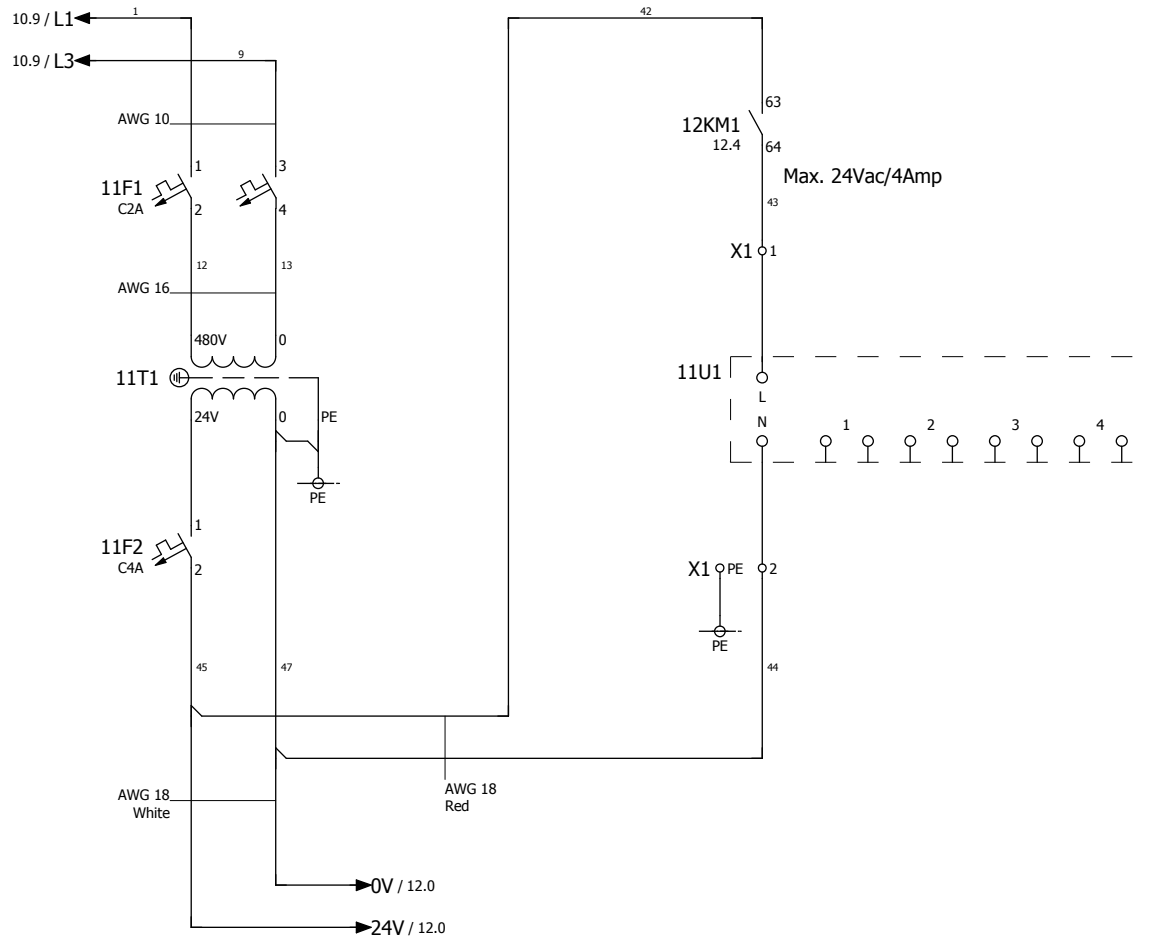 10.9 / L1
1
42
10.9 / L3
9
AWG 10
63
12KM1
12.4
64
Max. 24Vac/4Amp
1
3
11F1
C2A
2
4
43
X1
1
12
13
AWG 16
480V
0
11T1
24V
0
PE
PE
11U1
L
N
1
2
3
4
1
11F2
C4A
2
X1
PE
2
PE
45
47
44
AWG 18
White
AWG 18
Red
0V / 12.0
24V / 12.0